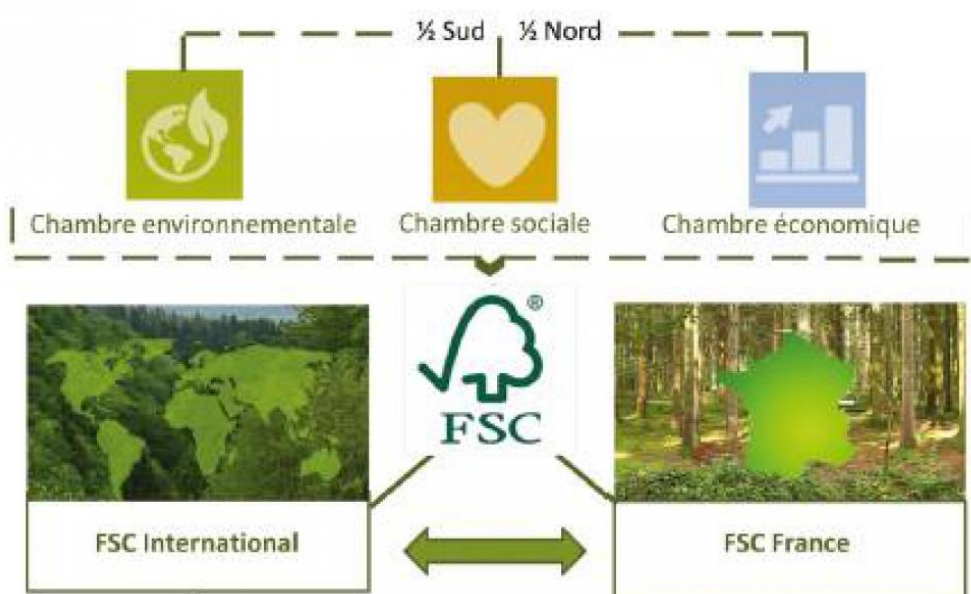 ½ Sud ½ Nord
Chambre environnementale
Chambre sociale
Chambre économique
®
FSC
FSC International
FSC France